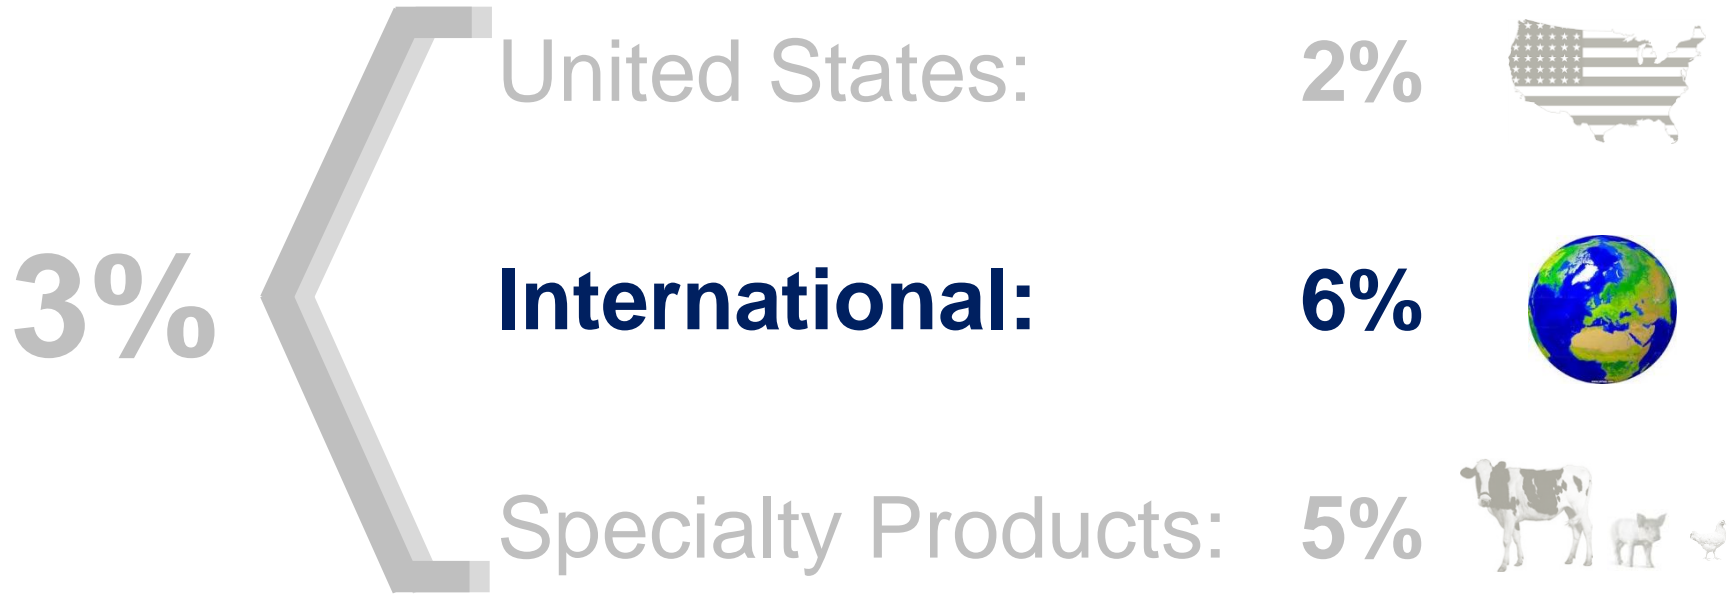 United States: 2%
3%
International: 6%
Specialty Products: 5%